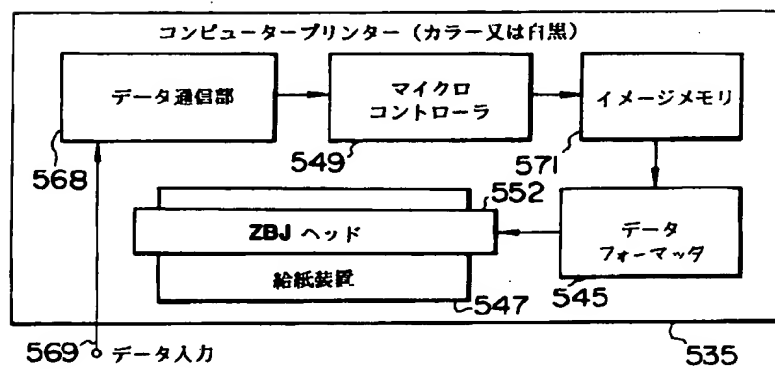 コンピュータープリンター（カラー又は白黒）
データ通信部
マイクロ
コントローラ
イメージメモリ
568
549
571
552
ZBJ ヘッド
データ
フォーマッタ
給紙装置
545
547
569
データ入力
535